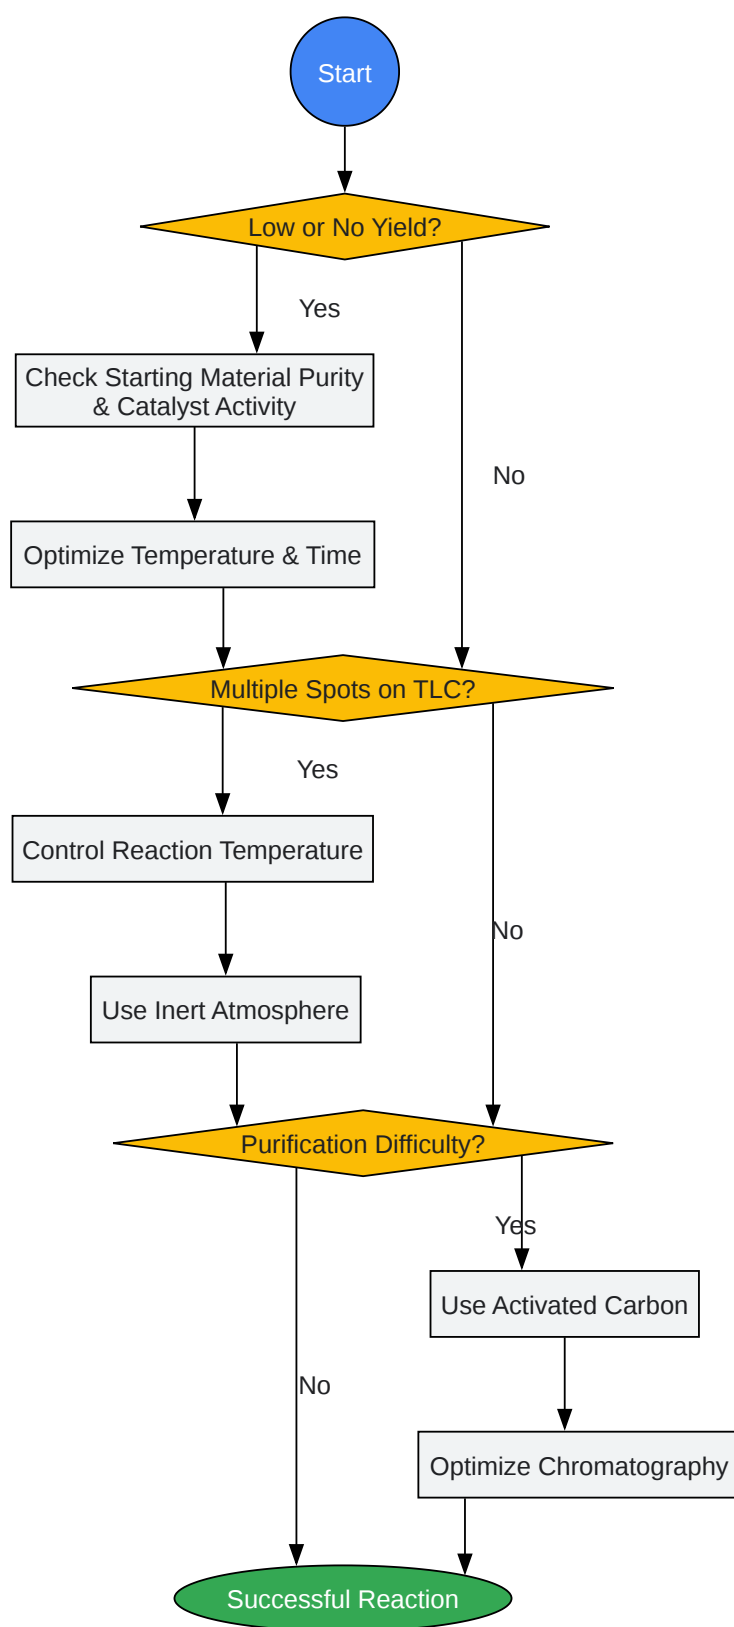 Start
Low or No Yield?
Yes
Check Starting Material Purity
& Catalyst Activity
No
Optimize Temperature & Time
Multiple Spots on TLC?
Yes
Control Reaction Temperature
No
Use Inert Atmosphere
Purification Difficulty?
Yes
Use Activated Carbon
No
Optimize Chromatography
Successful Reaction